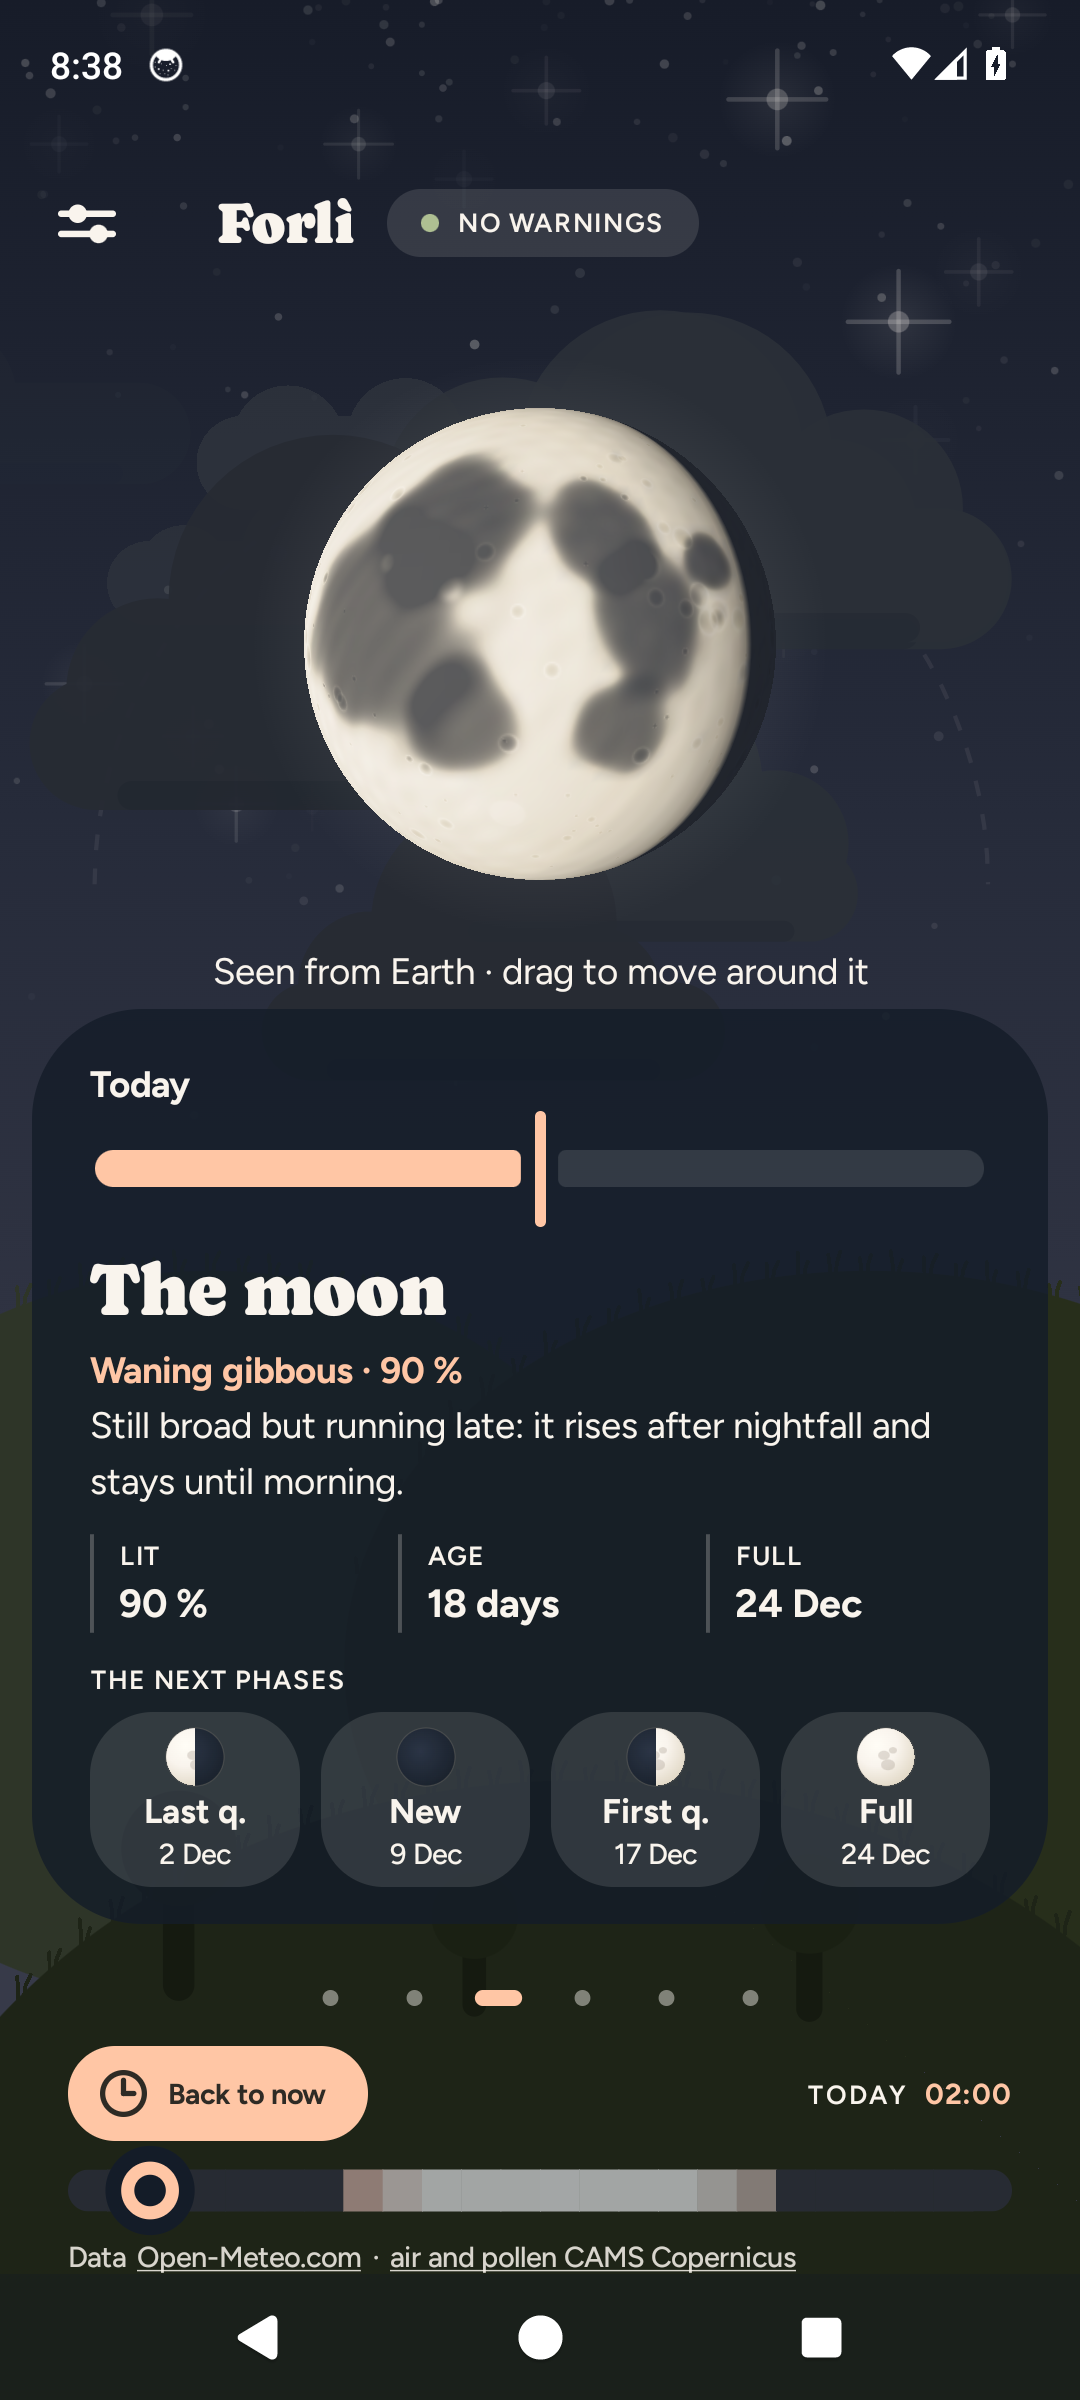 8:38
Forlì
NO WARNINGS
Seen from Earth · drag to move around it
Today
The moon
Waning gibbous · 90 %
Still broad but running late: it rises after nightfall and
stays until morning.
LIT
90 %
AGE
18 days
FULL
24 Dec
THE NEXT PHASES
Last q.
2 Dec
New
9 Dec
First q.
17 Dec
Full
24 Dec
Back to now
TODAY 02:00
Data Open-Meteo.com · air and pollen CAMS Copernicus